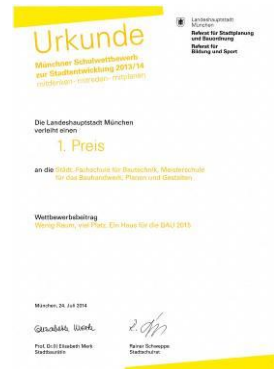 Urkunde
Münchner Schulwettbewerb
zur Stadtentwicklung 2013/14
mitdenken - mitreden - mitplanen
Landeshauptstadt
München
Referat für Stadtplanung
und Bauordnung
Referat für
Bildung und Sport
Die Landeshauptstadt München
verleiht einen
1. Preis
an die Städt. Fachschule für Bautechnik, Meisterschule
für das Bauhandwerk, Planen und Gestalten.
Wettbewerbsbeitrag
Wenig Raum, viel Platz. Ein Haus für die BAU 2015
München, 24. Juli 2014
Prof. Dr.(I) Elisabeth Merk
Stadtbaurätin
Rainer Schweppe
Stadtschulrat